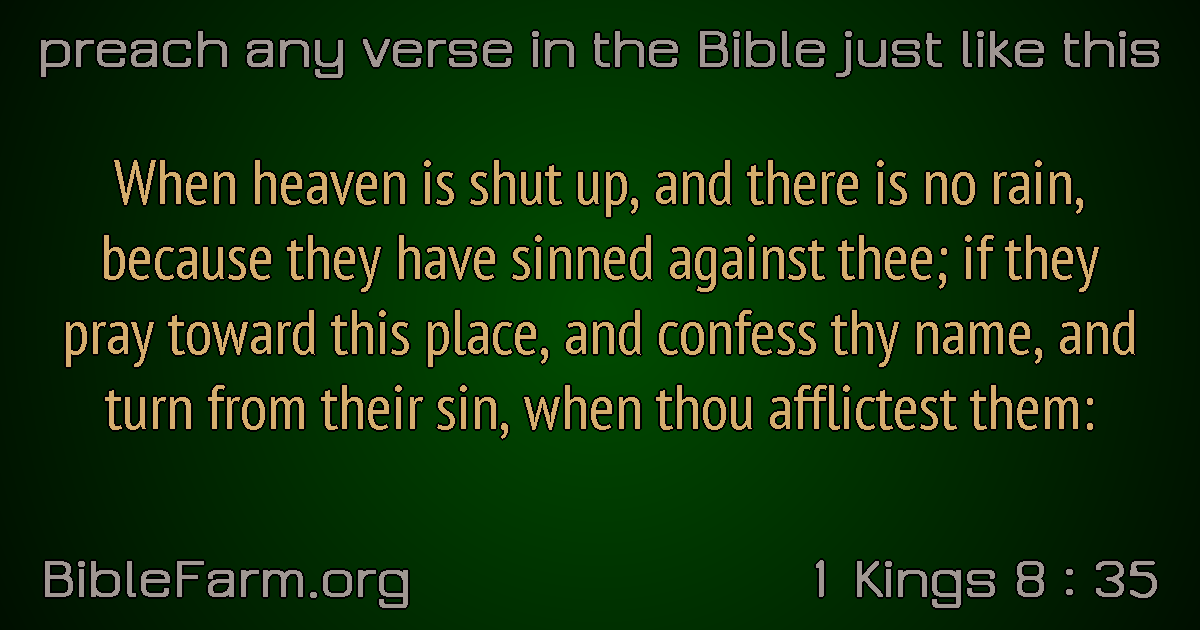 preach any verse in the Bible just like this
When heaven is shut up, and there is no rain,
because they have sinned against thee; if they
pray toward this place, and confess thy name, and
turn from their sin, when thou afflictest them:
BibleFarm.org
1 Kings 8 : 35